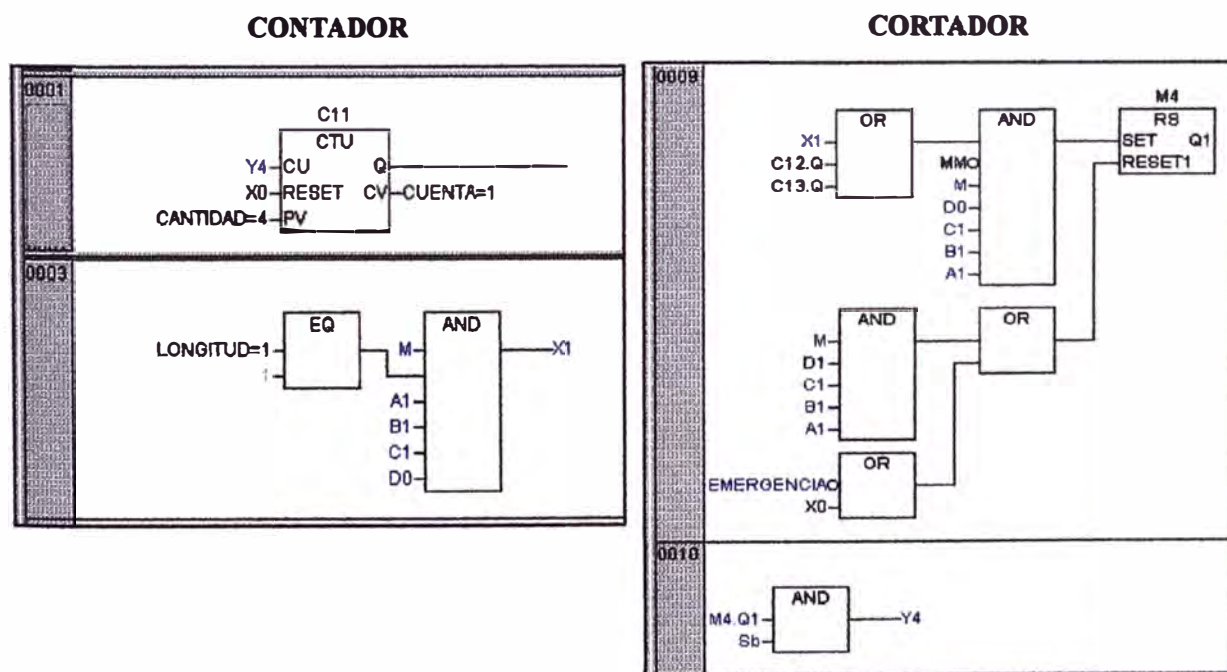 CONTADOR
0001
C11
CTU
Y4 CU Q
X0 RESET CV CUENTA=1
CANTIDAD=4 PV
0003
EQ
AND
LONGITUD=1
M
X1
1
A1
B1
C1
D0
CORTADOR
0009
OR
AND
M4
RS
X1
SET Q1
C12.Q
MM
RESET1
C13.Q
M
D0
C1
B1
A1
AND
OR
M
D1
C1
B1
A1
OR
EMERGENCIA
X0
0010
AND
M4.Q1
Y4
Sb